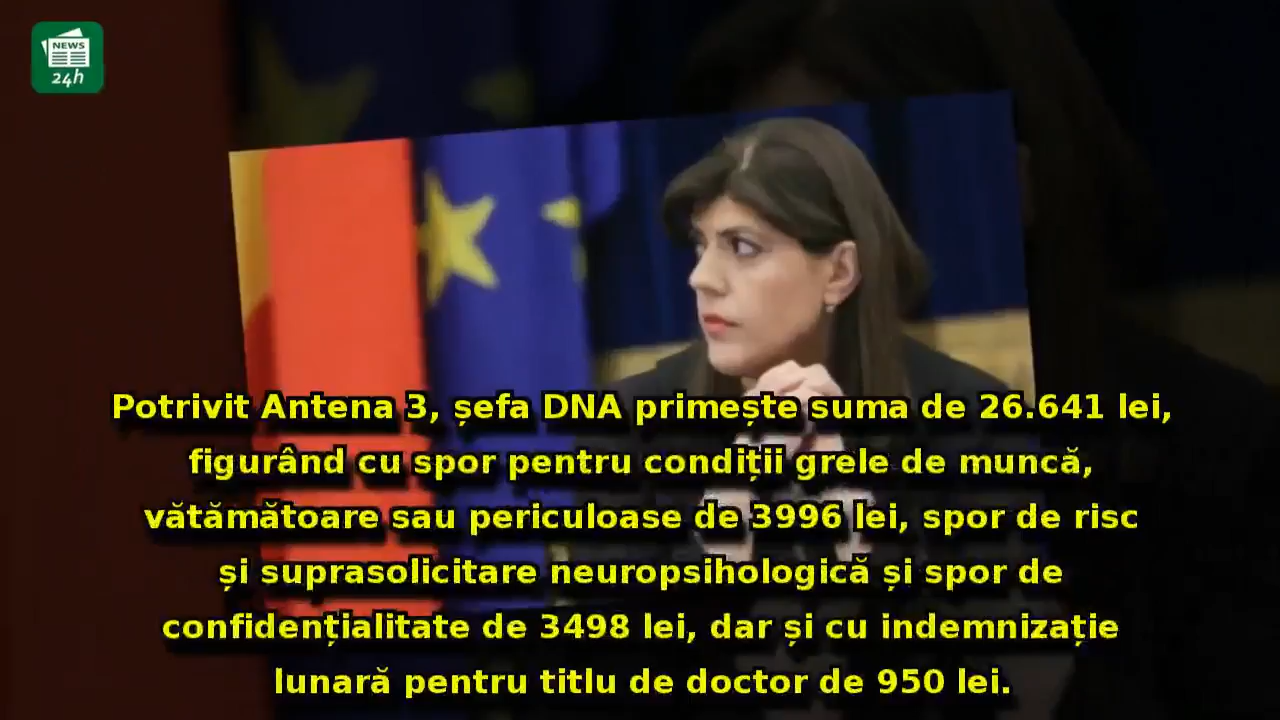 NEWS
24h
Potrivit Antena 3, șefa DNA primește suma de 26.641 lei,
figurând cu spor pentru condiții grele de muncă,
vătămătoare sau periculoase de 3996 lei, spor de risc
și suprasolicitare neuropsihologică și spor de
confidențialitate de 3498 lei, dar și cu indemnizație
lunară pentru titlu de doctor de 950 lei.